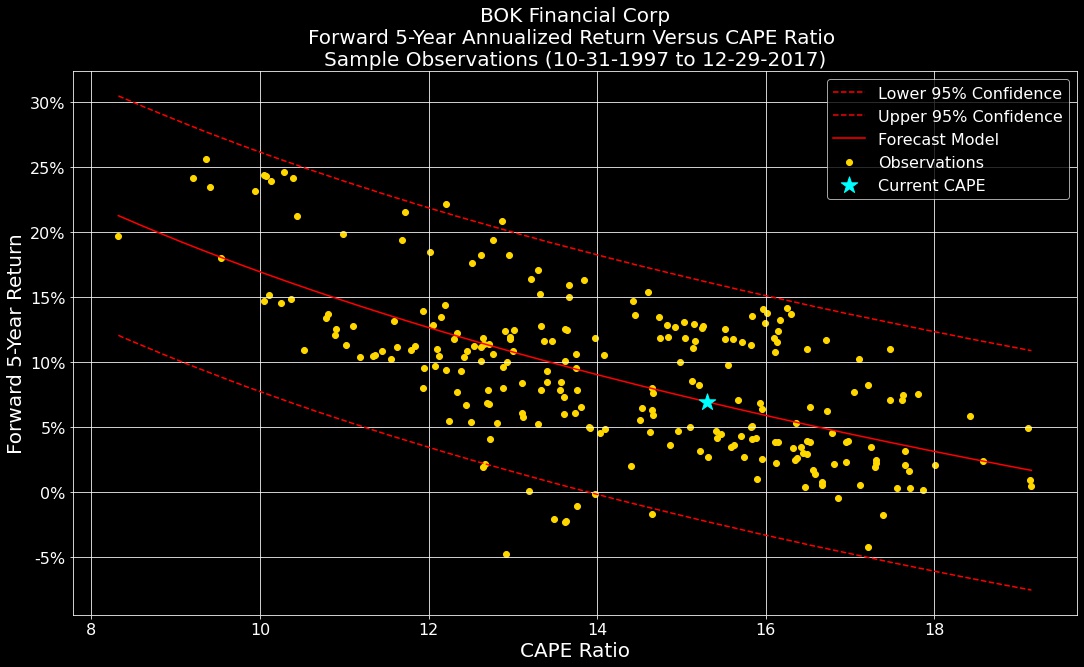 BOK Financial Corp
Forward 5-Year Annualized Return Versus CAPE Ratio
Sample Observations (10-31-1997 to 12-29-2017)
Lower 95% Confidence
Upper 95% Confidence
Forecast Model
Observations
Current CAPE
Forward 5-Year Return
30%
25%
20%
15%
10%
5%
0%
-5%
8 10 12 14 16 18
CAPE Ratio